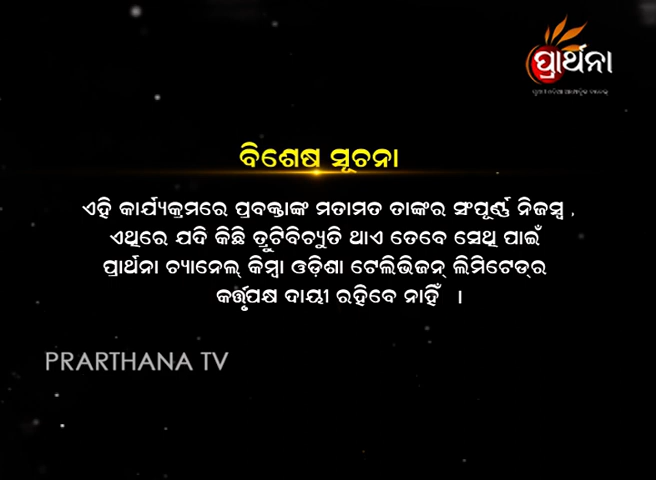 ପ୍ରାର୍ଥନା
ବିଶେଷ ସୂଚନା
ଏହି କାର୍ଯ୍ୟକ୍ରମରେ ପ୍ରବକ୍ତାଙ୍କ ମତାମତ ତାଙ୍କର ସଂପୂର୍ଣ୍ଣ ନିଜସ୍ୱ ,
ଏଥିରେ ଯଦି କିଛି ତ୍ରୁଟିବିଚ୍ୟୁତି ଥାଏ ତେବେ ସେଥି ପାଇଁ
ପ୍ରାର୍ଥନା ଚ୍ୟାନେଲ୍ କିମ୍ବା ଓଡ଼ିଶା ଟେଲିଭିଜନ୍ ଲିମିଟେଡ୍‌ର
କର୍ତ୍ତୃପକ୍ଷ ଦାୟୀ ରହିବେ ନାହିଁ ।
PRARTHANA TV